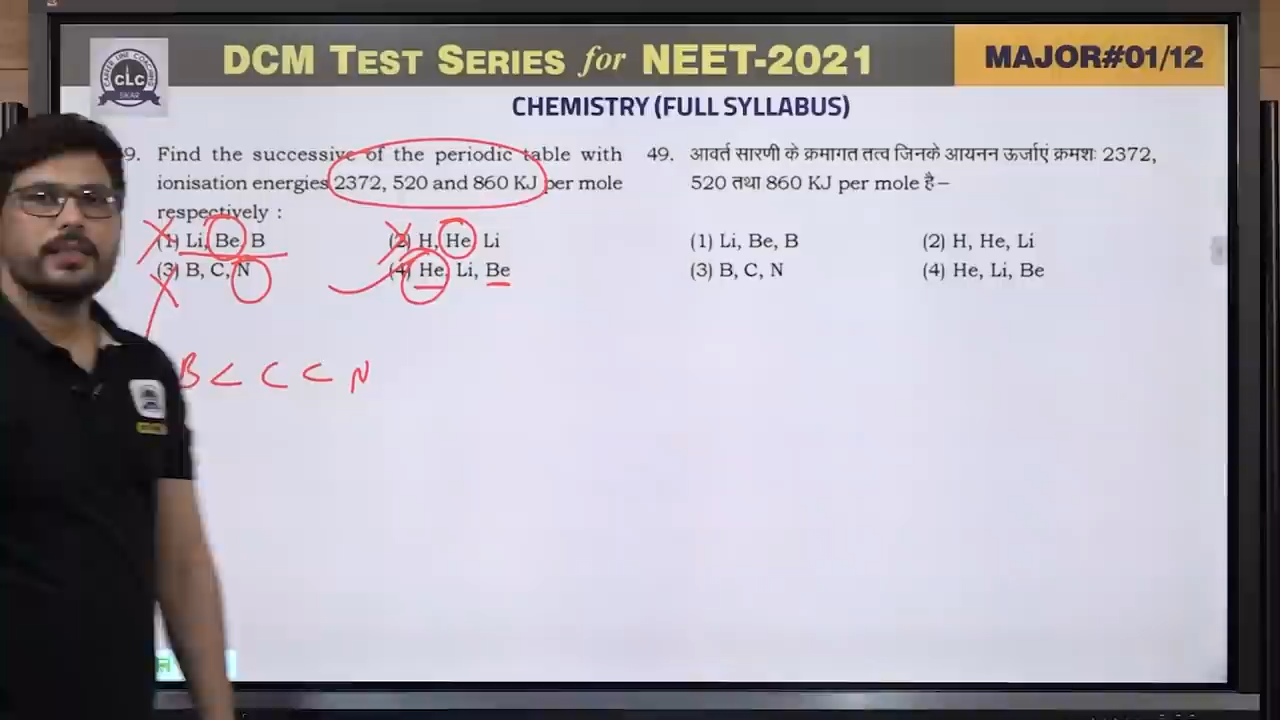 DCM TEST SERIES for NEET-2021
MAJOR#01/12
CLC
SIKAR
CHEMISTRY (FULL SYLLABUS)
9. Find the successive of the periodic table with
ionisation energies 2372, 520 and 860 KJ per mole
respectively :
(1) Li, Be, B
(2) H, He, Li
(3) B, C, N
(4) He, Li, Be
49. आवर्त सारणी के क्रमागत तत्व जिनके आयनन ऊर्जाएं क्रमशः 2372,
520 तथा 860 KJ per mole है–
(1) Li, Be, B
(2) H, He, Li
(3) B, C, N
(4) He, Li, Be
B < C < N